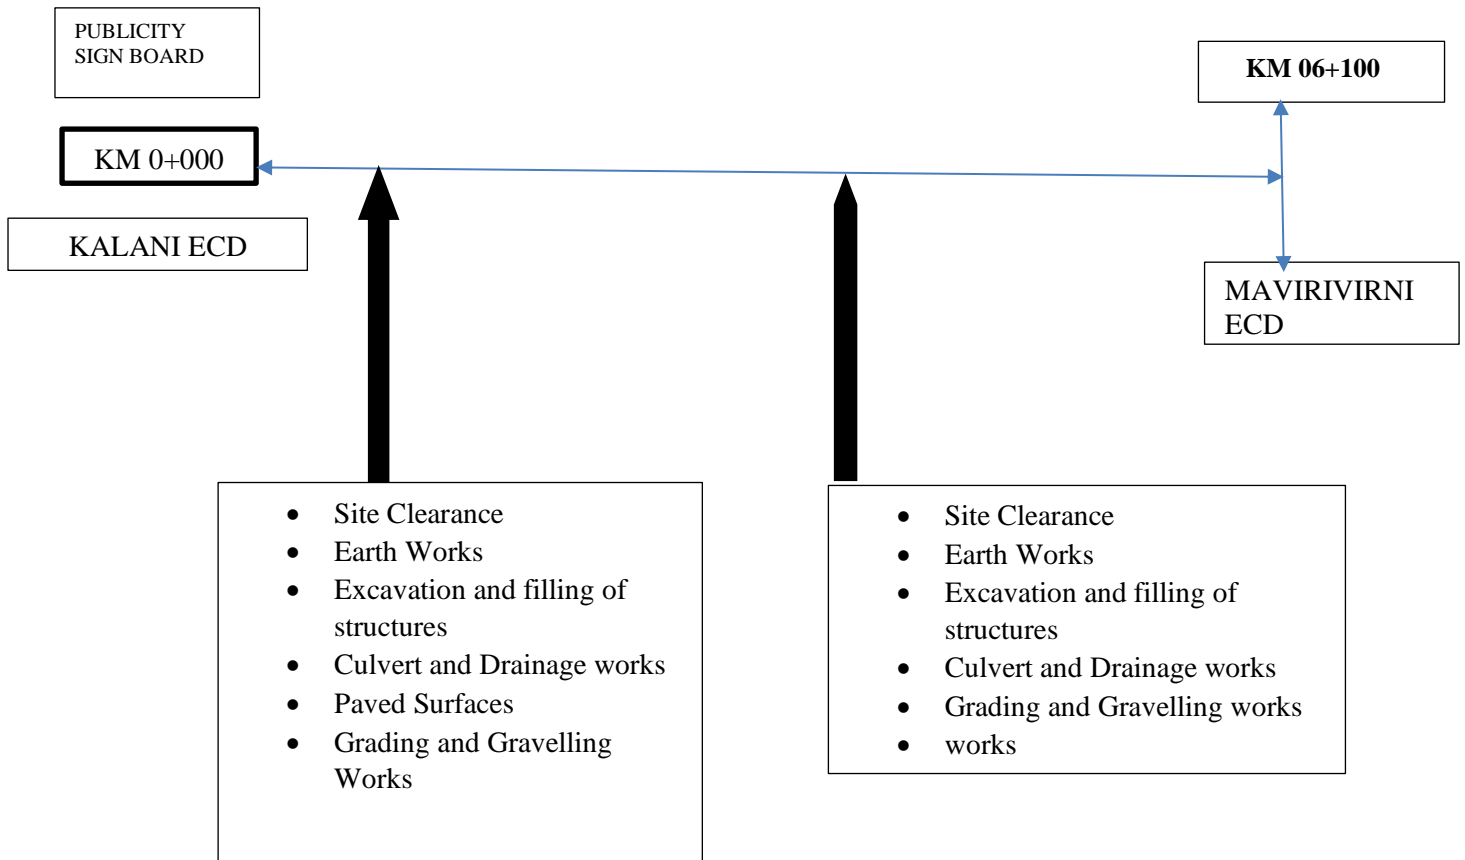 PUBLICITY
SIGN BOARD
KM 06+100
KM 0+000
KALANI ECD
MAVIRIVIRNI
ECD
• Site Clearance
• Earth Works
• Excavation and filling of
structures
• Culvert and Drainage works
• Paved Surfaces
• Grading and Gravelling
Works
• Site Clearance
• Earth Works
• Excavation and filling of
structures
• Culvert and Drainage works
• Grading and Gravelling works
• works